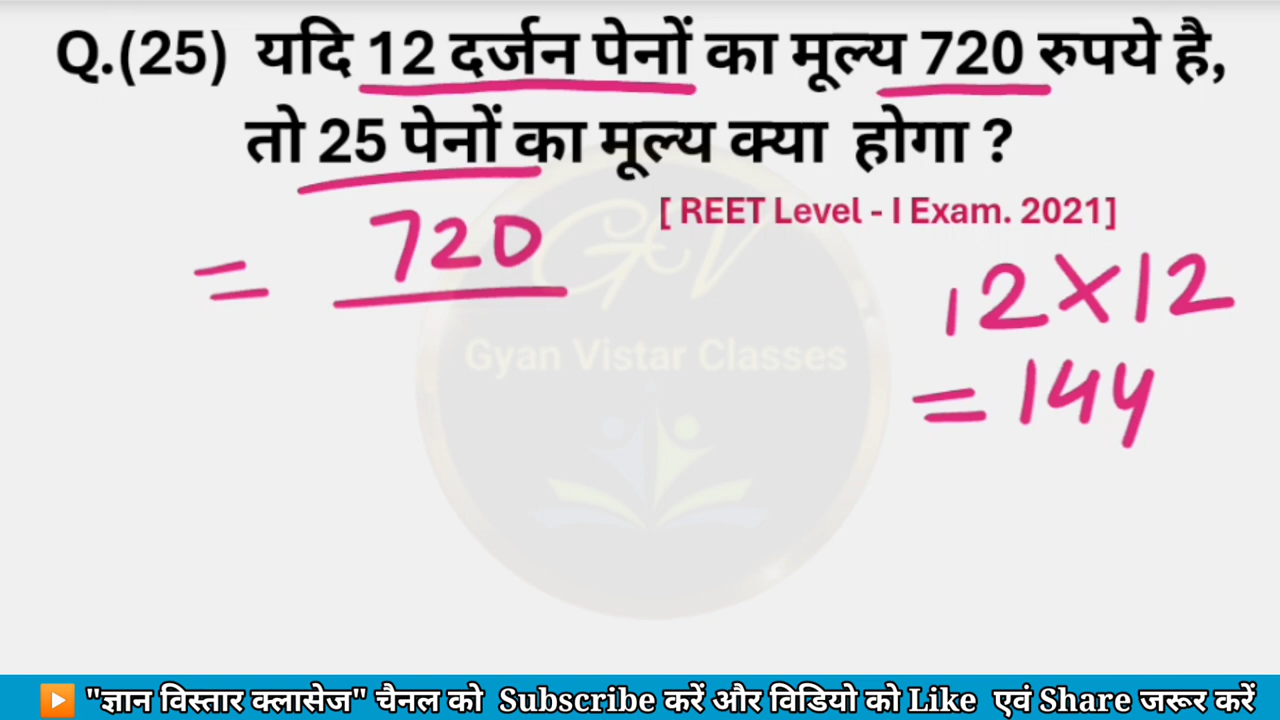 Q.(25) यदि 12 दर्जन पेनों का मूल्य 720 रुपये है,
तो 25 पेनों का मूल्य क्या होगा ?
[ REET Level - I Exam. 2021]
= 720
12×12
= 144
GV
Gyan Vistar Classes
"ज्ञान विस्तार क्लासेज" चैनल को Subscribe करें और विडियो को Like एवं Share जरूर करें